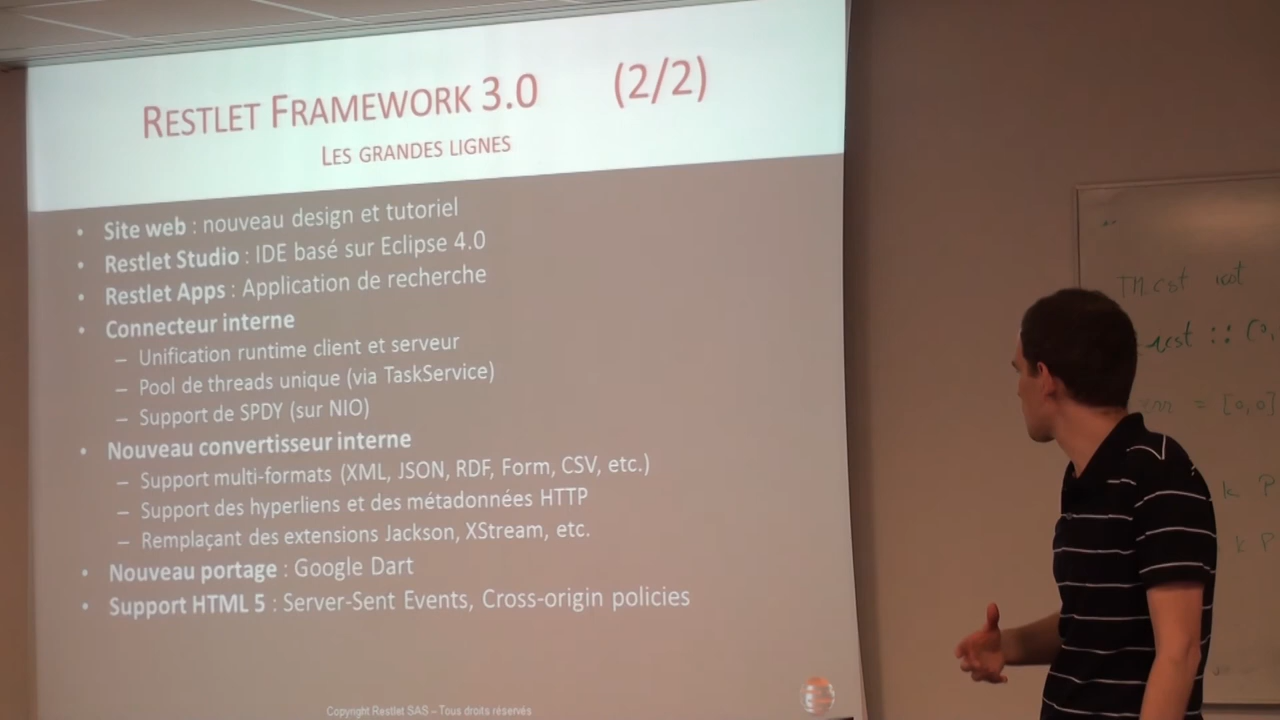 RESTLET FRAMEWORK 3.0 (2/2)
LES GRANDES LIGNES
• Site web : nouveau design et tutoriel
• Restlet Studio : IDE basé sur Eclipse 4.0
• Restlet Apps : Application de recherche
• Connecteur interne
– Unification runtime client et serveur
– Pool de threads unique (via TaskService)
– Support de SPDY (sur NIO)
• Nouveau convertisseur interne
– Support multi-formats (XML, JSON, RDF, Form, CSV, etc.)
– Support des hyperliens et des métadonnées HTTP
– Remplaçant des extensions Jackson, XStream, etc.
• Nouveau portage : Google Dart
• Support HTML 5 : Server-Sent Events, Cross-origin policies
Copyright Restlet SAS – Tous droits réservés
= [0,0]
k P
k P